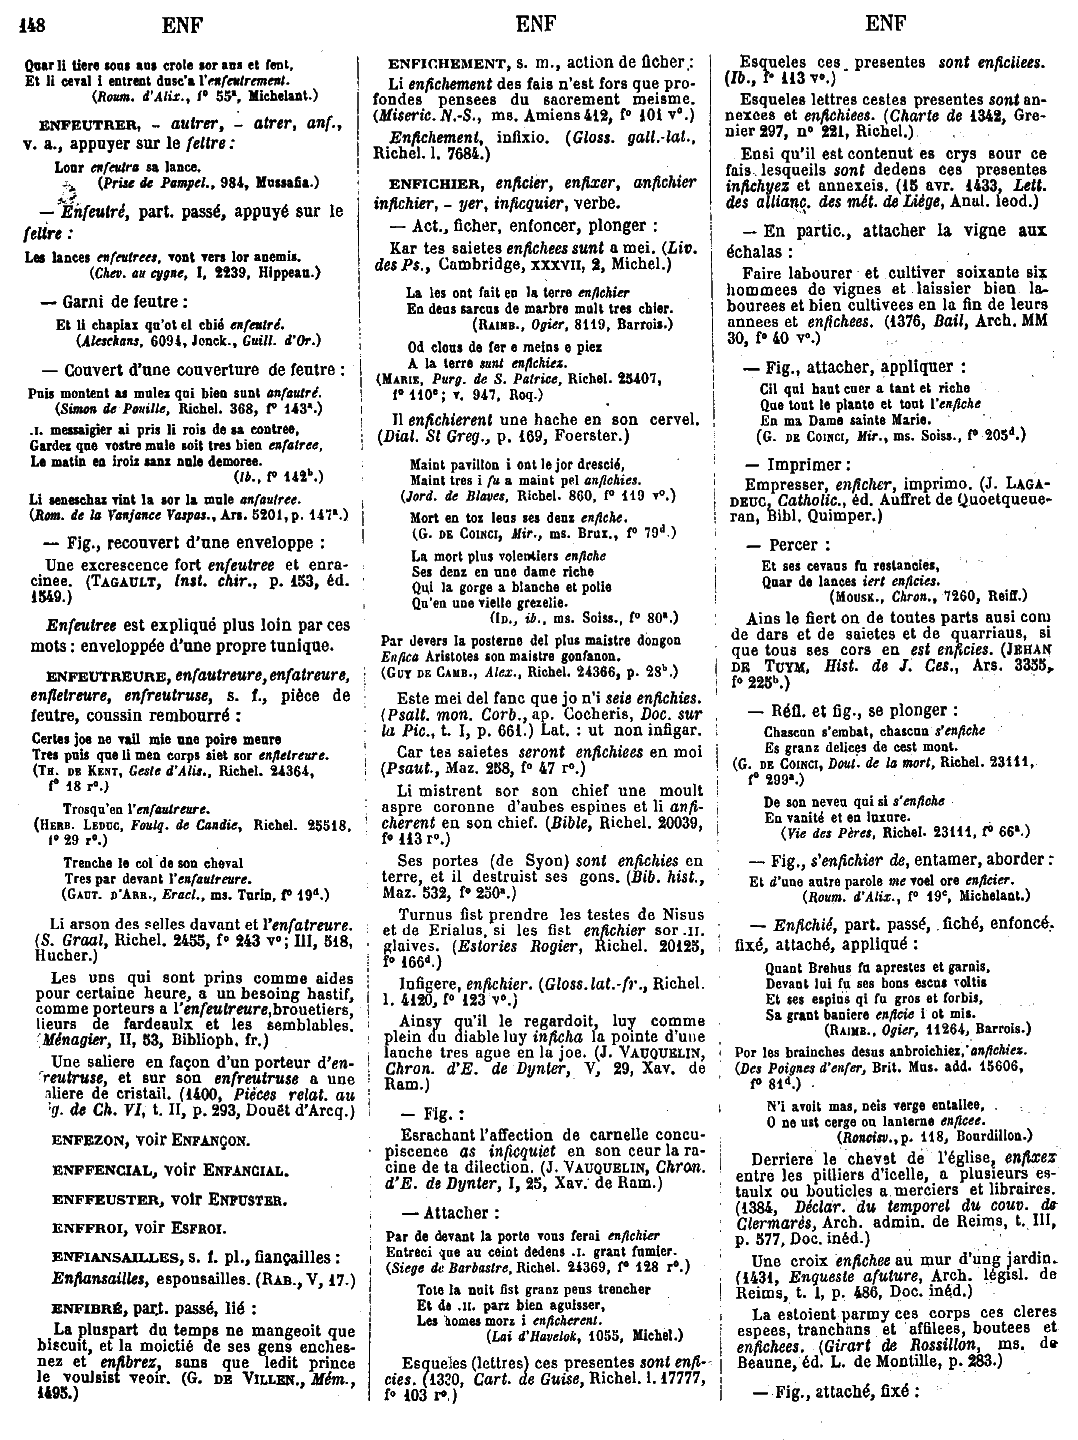 148 ENF ENF ENF
Quar li tiere sous aus crole sor aus et fent,
Et li ceval i entrent dusc'a l'enfeutrement.
(Roum. d'Alix., f° 55ª, Michelant.)
ENFEUTRER, - autrer, - atrer, anf.,
v. a., appuyer sur le feltre :
Lour enfeutra sa lance.
(Prise de Pampel., 984, Mussafia.)
— Enfeutré, part. passé, appuyé sur le
feltre :
Les lances enfeutrees, vont vers lor anemis.
(Chev. au cygne, I, 2239, Hippeau.)
— Garni de feutre :
Et li chaplax qu'ot el chié enfeutré.
(Aleschans, 6094, Jonck., Guill. d'Or.)
— Couvert d'une couverture de feutre :
Puis montent as mulez qui bien sunt anfautré.
(Simon de Pouille, Richel. 368, f° 143ª.)
.I. messaigier ai pris li rois de sa contree,
Gardez que vostre mule soit tres bien enfatree,
Le matin en iroiz sanz nule demoree.
(Ib., f° 142ᵇ.)
Li seneschax vint la sor la mule anfautree.
(Rom. de la Vanjance Vaspas., Ars. 5201, p. 147ª.)
— Fig., recouvert d'une enveloppe :
Une excrescence fort enfeutree et enra-
cinee. (TAGAULT, Inst. chir., p. 153, éd.
1549.)
Enfeutree est expliqué plus loin par ces
mots : enveloppée d'une propre tunique.
ENFEUTREURE, enfautreure, enfatreure,
enfletreure, enfreutruse, s. f., pièce de
feutre, coussin rembourré :
Certes joe ne vail mie une poire meure
Tres puis que li men corps siet sor enfletreure.
(TH. DE KENT, Geste d'Alis., Richel. 24364,
f° 18 r°.)
Trosqu'en l'enfautreure.
(HERB. LEDUC, Foulq. de Candie, Richel. 25518,
f° 29 r°.)
Trenche le col de son cheval
Tres par devant l'enfautreure.
(GAUT. D'ARR., Eracl., ms. Turin, f° 19ᵈ.)
Li arson des selles davant et l'enfatreure.
(S. Graal, Richel. 2455, f° 243 v° ; III, 518,
Hucher.)
Les uns qui sont prins comme aides
pour certaine heure, a un besoing hastif,
comme porteurs a l'enfeutreure, brouetiers,
lieurs de fardeaulx et les semblables.
Ménagier, II, 53, Biblioph. fr.)
Une saliere en façon d'un porteur d'en-
reutruse, et sur son enfreutruse a une
aliere de cristail. (1400, Pièces relat. au
g. de Ch. VI, t. II, p. 293, Douët d'Arcq.)
ENFEZON, voir ENFANÇON.
ENFFENCIAL, voir ENFANCIAL.
ENFFEUSTER, voir ENFUSTER.
ENFFROI, voir ESFROI.
ENFIANSAILLES, s. f. pl., fiançailles :
Enfiansailles, espousailles. (RAB., V, 17.)
ENFIBRÉ, part. passé, lié :
La pluspart du temps ne mangeoit que
biscuit, et la moictié de ses gens enches-
nez et enfibrez, sans que ledit prince
le voulsist veoir. (G. DE VILLEN., Mém.,
1495.)
ENFICHEMENT, s. m., action de ficher :
Li enfichement des fais n'est fors que pro-
fondes pensees du sacrement meisme.
(Miseric. N.-S., ms. Amiens 412, f° 101 v°.)
Enfichement, infixio. (Gloss. gall.-lat.,
Richel. l. 7684.)
ENFICHIER, enficier, enfixer, anfichier
infichier, - yer, inficquier, verbe.
— Act., ficher, enfoncer, plonger :
Kar tes saietes enfichees sunt a mei. (Liv.
des Ps., Cambridge, XXXVII, 2, Michel.)
La les ont fait en la terre enfichier
En deus sarcus de marbre mult tres chier.
(RAIMB., Ogier, 8119, Barrois.)
Od clous de fer e meins e piez
A la terre sunt enfichiez.
(MARIE, Purg. de S. Patrice, Richel. 25407,
f° 110ᵉ ; v. 947, Roq.)
Il enfichierent une hache en son cervel.
(Dial. St Greg., p. 169, Foerster.)
Maint pavillon i ont le jor drescié,
Maint tres i fu a maint pel anfichies.
(Jord. de Blaves, Richel. 860, f° 119 v°.)
Mort en toz leus ses denz enfiche.
(G. DE COINCI, Mir., ms. Brux., f° 79ᵈ.)
La mort plus volentiers enfiche
Ses denz en une dame riche
Qui la gorge a blanche et polie
Qu'en une vielle grezelie.
(ID., ib., ms. Soiss., f° 80ª.)
Par devers la posterne del plus maistre dongon
Enfica Aristotes son maistre gonfanon.
(GUY DE CAMB., Alex., Richel. 24366, p. 28ᵇ.)
Este mei del fanc que jo n'i seie enfichies.
(Psalt. mon. Corb., ap. Cocheris, Doc. sur
la Pic., t. I, p. 661.) Lat. : ut non infigar.
Car tes saietes seront enfichiees en moi
(Psaut., Maz. 258, f° 47 r°.)
Li mistrent sor son chief une moult
aspre coronne d'aubes espines et li anfi-
cherent en son chief. (Bible, Richel. 20039,
f° 113 r°.)
Ses portes (de Syon) sont enfichies en
terre, et il destruist ses gons. (Bib. hist.,
Maz. 532, f° 250ª.)
Turnus fist prendre les testes de Nisus
et de Erialus, si les fist enfichier sor .II.
glaives. (Estories Rogier, Richel. 20125,
f° 166ᵈ.)
Infigere, enfichier. (Gloss. lat.-fr., Richel.
l. 4120, f° 123 v°.)
Ainsy qu'il le regardoit, luy comme
plein du diable luy inficha la pointe d'une
lanche tres ague en la joe. (J. VAUQUELIN,
Chron. d'E. de Dynter, V, 29, Xav. de
Ram.)
— Fig. :
Esrachant l'affection de carnelle concu-
piscence as inficquiet en son ceur la ra-
cine de ta dilection. (J. VAUQUELIN, Chron.
d'E. de Dynter, I, 25, Xav. de Ram.)
— Attacher :
Par de devant la porte vous ferai enfichier
Entreci que au ceint dedens .I. grant fumier.
(Siege de Barbastre, Richel. 24369, f° 128 r°.)
Tote la nuit fist granz peus trencher
Et de .II. parz bien aguisser,
Les homes morz i enficherent.
(Lai d'Havelok, 1055, Michel.)
Esqueles (lettres) ces presentes sont enfi-
cies. (1320, Cart. de Guise, Richel. l. 17777,
f° 103 r°.)
Esqueles ces presentes sont enficiiees.
(Ib., f° 113 v°.)
Esqueles lettres cestes presentes sont an-
nexees et enfichiees. (Charte de 1342, Gre-
nier 297, n° 221, Richel.)
Ensi qu'il est contenut es crys sour ce
fais lesqueils sont dedens ces presentes
infichyez et annexeis. (15 avr. 1433, Lett.
des allianç. des mét. de Liége, Anal. leod.)
— En partic., attacher la vigne aux
échalas :
Faire labourer et cultiver soixante six
hommees de vignes et laissier bien la-
bourees et bien cultivees en la fin de leurs
annees et enfichees. (1376, Bail, Arch. MM
30, f° 40 v°.)
— Fig., attacher, appliquer :
Cil qui haut cuer a tant et riche
Que tout le plante et tout l'enfiche
En ma Dame sainte Marie.
(G. DE COINCI, Mir., ms. Soiss., f° 205ᵈ.)
— Imprimer :
Empresser, enficher, imprimo. (J. LAGA-
DEUC, Catholic., éd. Auffret de Quoetqueue-
ran, Bibl. Quimper.)
— Percer :
Et ses cevaus fu restancies,
Quar de lances iert enficies.
(MOUSK., Chron., 7260, Reiff.)
Ains le fiert on de toutes parts ausi com
de dars et de saietes et de quarriaus, si
que tous ses cors en est enficies. (JEHAN
DE TUYM, Hist. de J. Ces., Ars. 3355,
f° 225ᵇ.)
— Réfl. et fig., se plonger :
Chascun s'embat, chascun s'enfiche
Es granz delices de cest mont.
(G. DE COINCI, Dout. de la mort, Richel. 23111,
f° 299ª.)
De son neveu qui si s'enfiche
En vanité et en luxure.
(Vie des Pères, Richel. 23111, f° 66ª.)
— Fig., s'enfichier de, entamer, aborder :
Et d'une autre parole me voel ore enficier.
(Roum. d'Alix., f° 19ᶜ, Michelant.)
— Enfichié, part. passé, fiché, enfoncé,
fixé, attaché, appliqué :
Quant Brehus fu aprestes et garnis,
Devant lui fu ses bons escus voltis
Et ses espius qi fu gros et forbis,
Sa grant baniere enficie i ot mis.
(RAIMB., Ogier, 11264, Barrois.)
Por les brainches desus anbroichiez, anfichiez.
(Des Poignes d'enfer, Brit. Mus. add. 15606,
f° 81ᵈ.)
N'i avoit mas, neis verge entaillee,
O ne ust cerge ou lanterne enficee.
(Roncisv., p. 118, Bourdillon.)
Derriere le chevet de l'église, enfixez
entre les pilliers d'icelle, a plusieurs es-
taulx ou bouticles a merciers et libraires.
(1384, Déclar. du temporel du couv. de
Clermarés, Arch. admin. de Reims, t. III,
p. 577, Doc. inéd.)
Une croix enfichee au mur d'ung jardin.
(1431, Enqueste afuture, Arch. législ. de
Reims, t. I, p. 486, Doc. inéd.)
La estoient parmy ces corps ces cleres
espees, tranchans et affilees, boutees et
enfichees. (Girart de Rossillon, ms. de
Beaune, éd. L. de Montille, p. 283.)
— Fig., attaché, fixé :